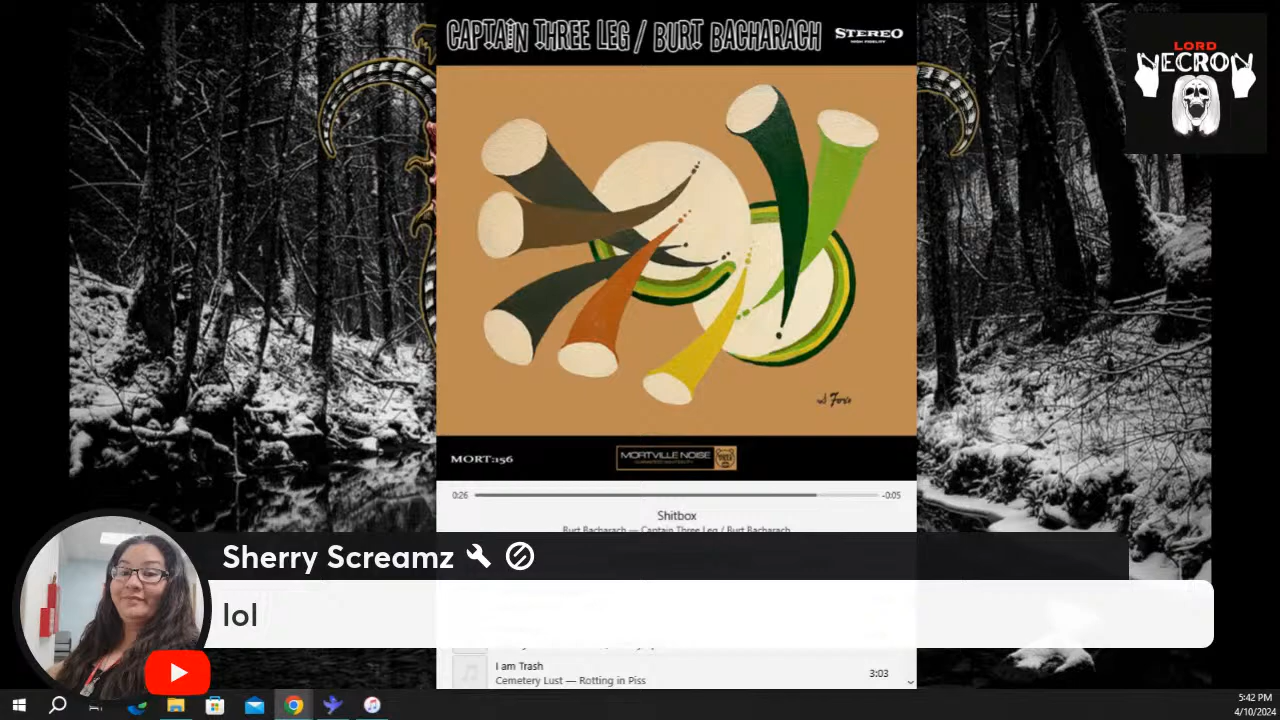 CAPTAIN THREE LEG / BURT BACHARACH
STEREO
HIGH FIDELITY
LORD
NECRON
MORT:156
MORTVILLE NOISE
0:26
-0:05
Shitbox
Burt Bacharach — Captain Three Leg / Burt Bacharach
Sherry Screamz
lol
I am Trash
3:03
Cemetery Lust — Rotting in Piss
5:42 PM
4/10/2024